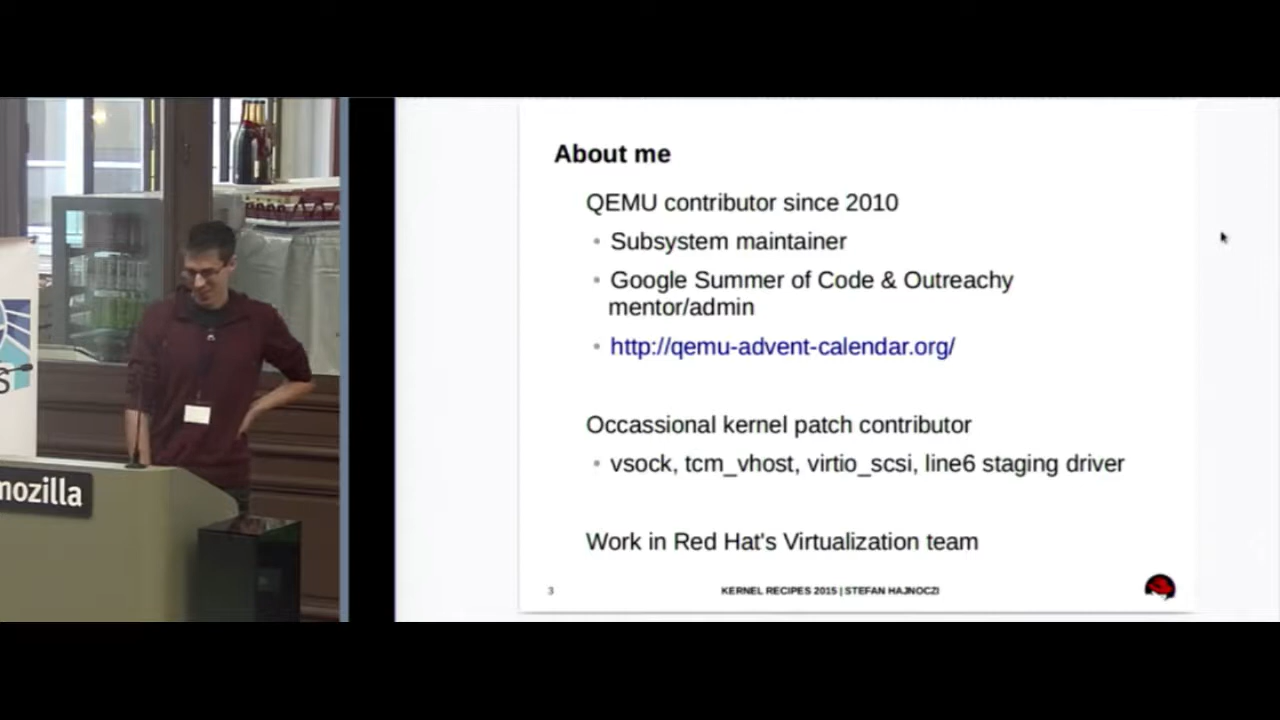 S
mozilla
About me
QEMU contributor since 2010
• Subsystem maintainer
• Google Summer of Code & Outreachy
mentor/admin
• http://qemu-advent-calendar.org/
Occassional kernel patch contributor
• vsock, tcm_vhost, virtio_scsi, line6 staging driver
Work in Red Hat's Virtualization team
3
KERNEL RECIPES 2015 | STEFAN HAJNOCZI